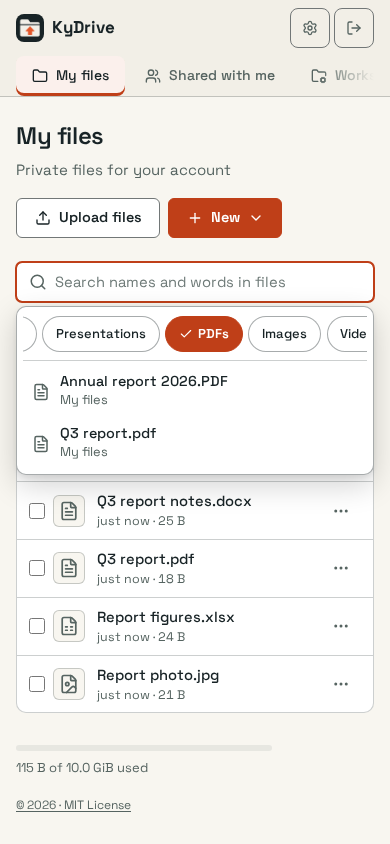 KyDrive
My files
Shared with me
Works
My files
Private files for your account
Upload files
New
Search names and words in files
Presentations
PDFs
Images
Vide
Annual report 2026.PDF
My files
Q3 report.pdf
My files
Q3 report notes.docx
just now · 25 B
Q3 report.pdf
just now · 18 B
Report figures.xlsx
just now · 24 B
Report photo.jpg
just now · 21 B
115 B of 10.0 GiB used
© 2026 · MIT License